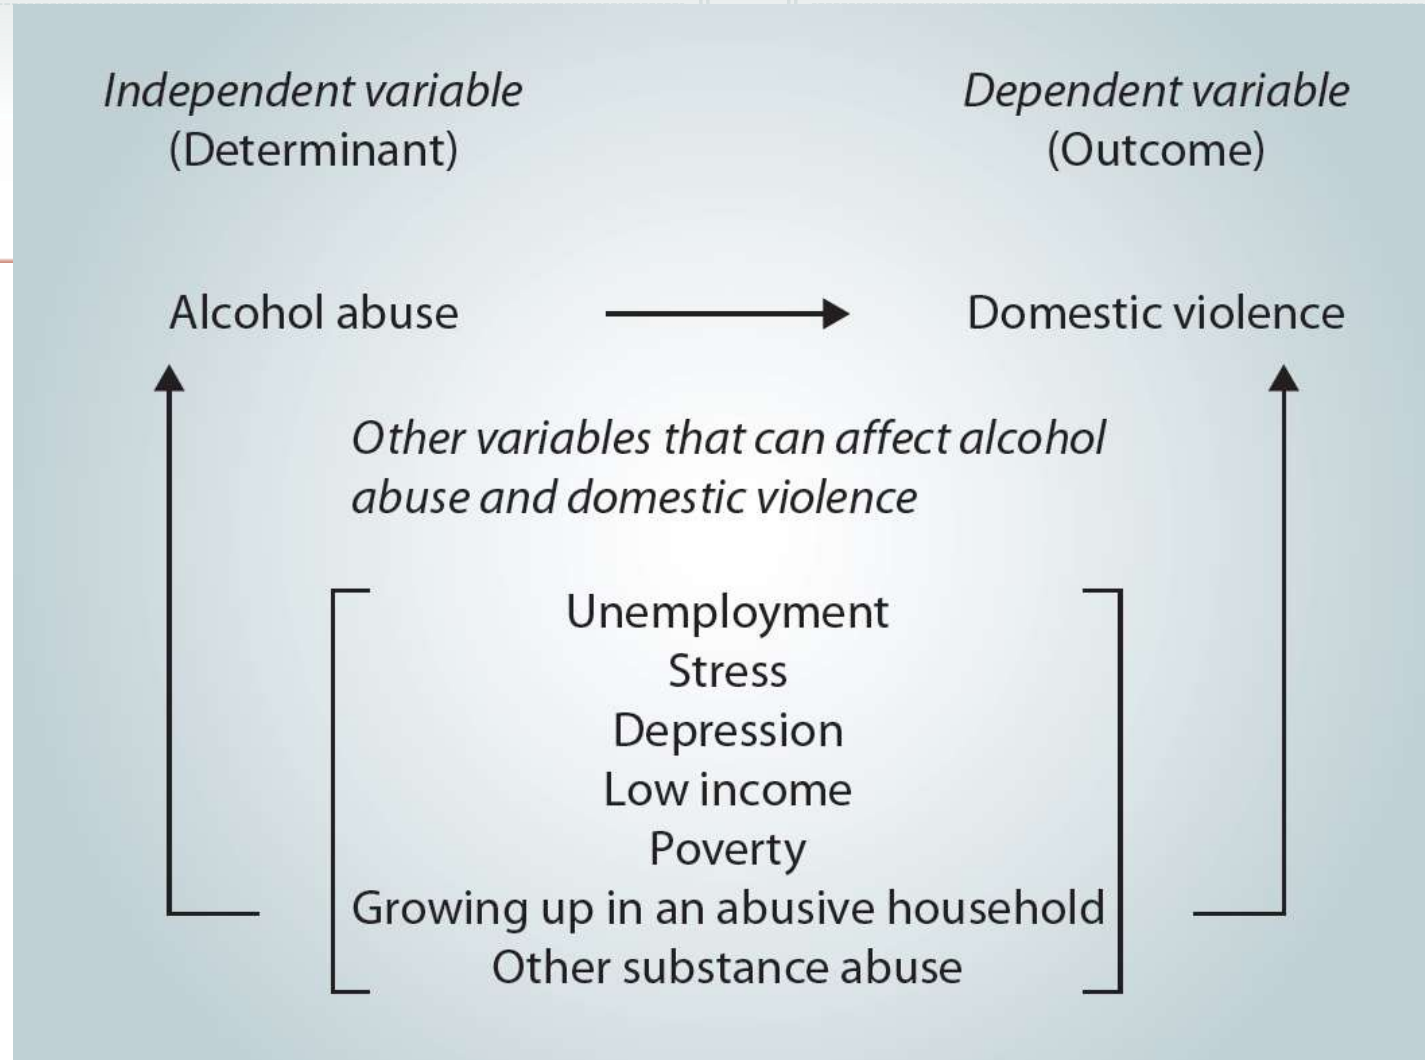 Independent variable
(Determinant)
Dependent variable
(Outcome)
Alcohol abuse
Domestic violence
Other variables that can affect alcohol
abuse and domestic violence
Unemployment
Stress
Depression
Low income
Poverty
Growing up in an abusive household
Other substance abuse